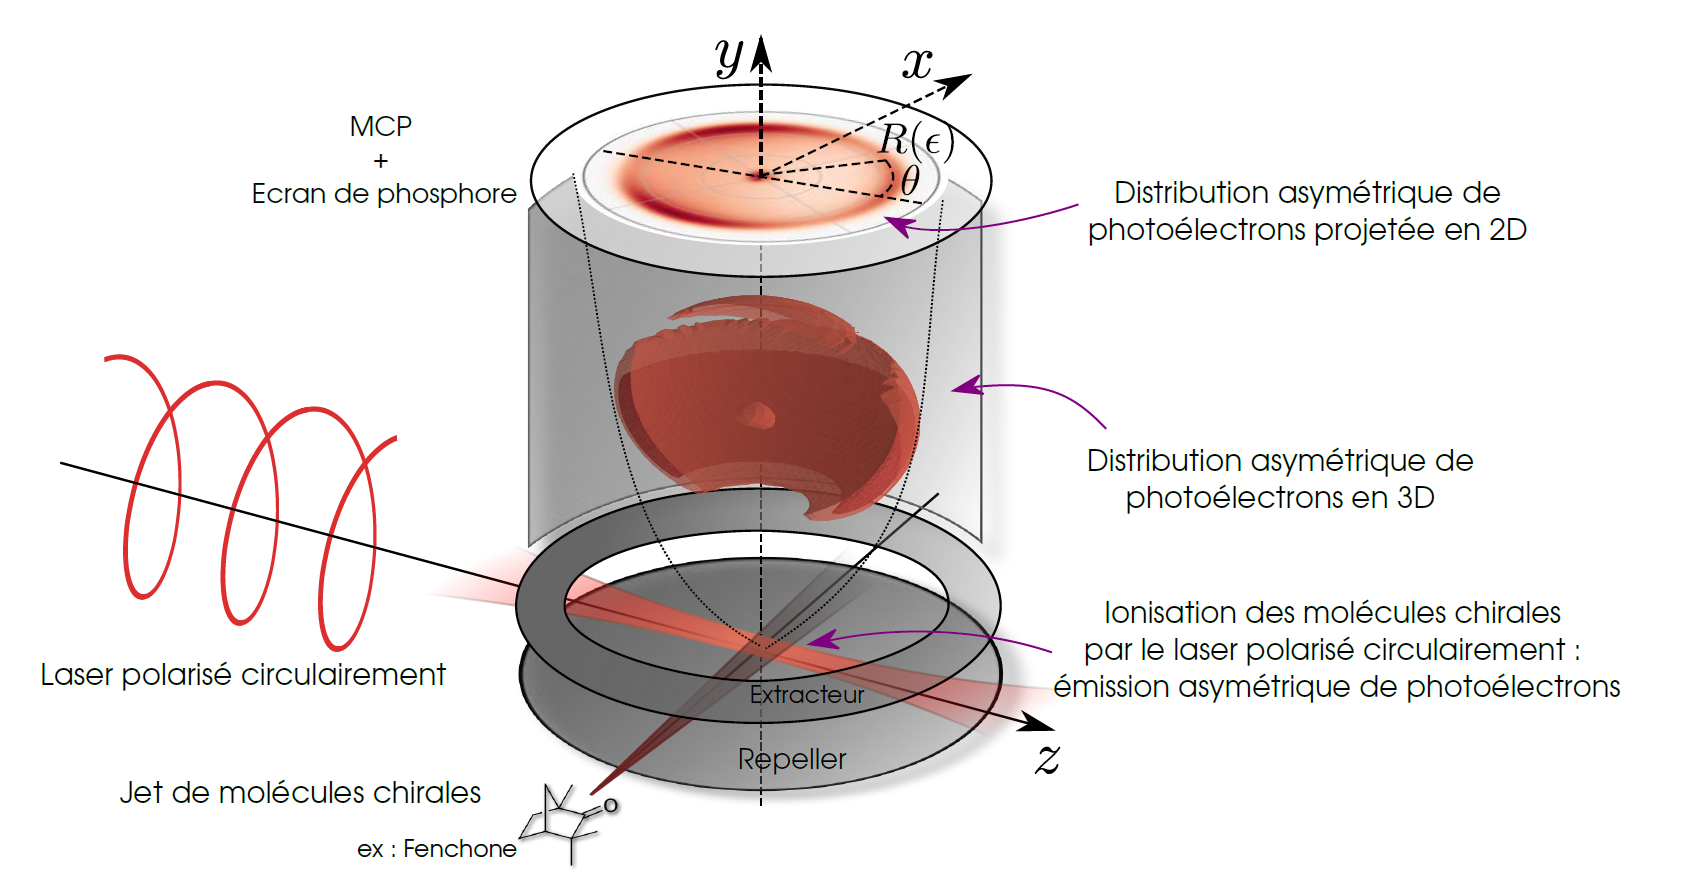 y
x
MCP
+
Ecran de phosphore
R(ϵ)
θ
Distribution asymétrique de
photoélectrons projetée en 2D
Distribution asymétrique de
photoélectrons en 3D
Laser polarisé circulairement
Ionisation des molécules chirales
par le laser polarisé circulairement :
émission asymétrique de photoélectrons
Extracteur
Repeller
z
Jet de molécules chirales
O
ex : Fenchone